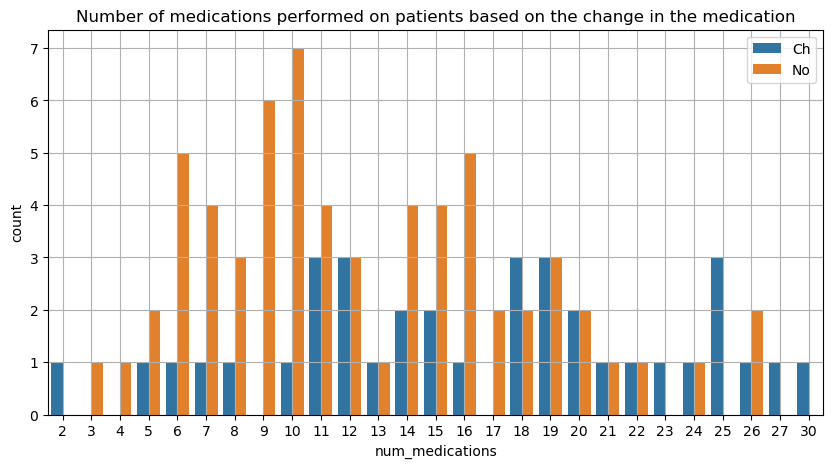 Number of medications performed on patients based on the change in the medication
Ch
No
7
6
5
4
3
2
1
0
count
2 3 4 5 6 7 8 9 10 11 12 13 14 15 16 17 18 19 20 21 22 23 24 25 26 27 30
num_medications